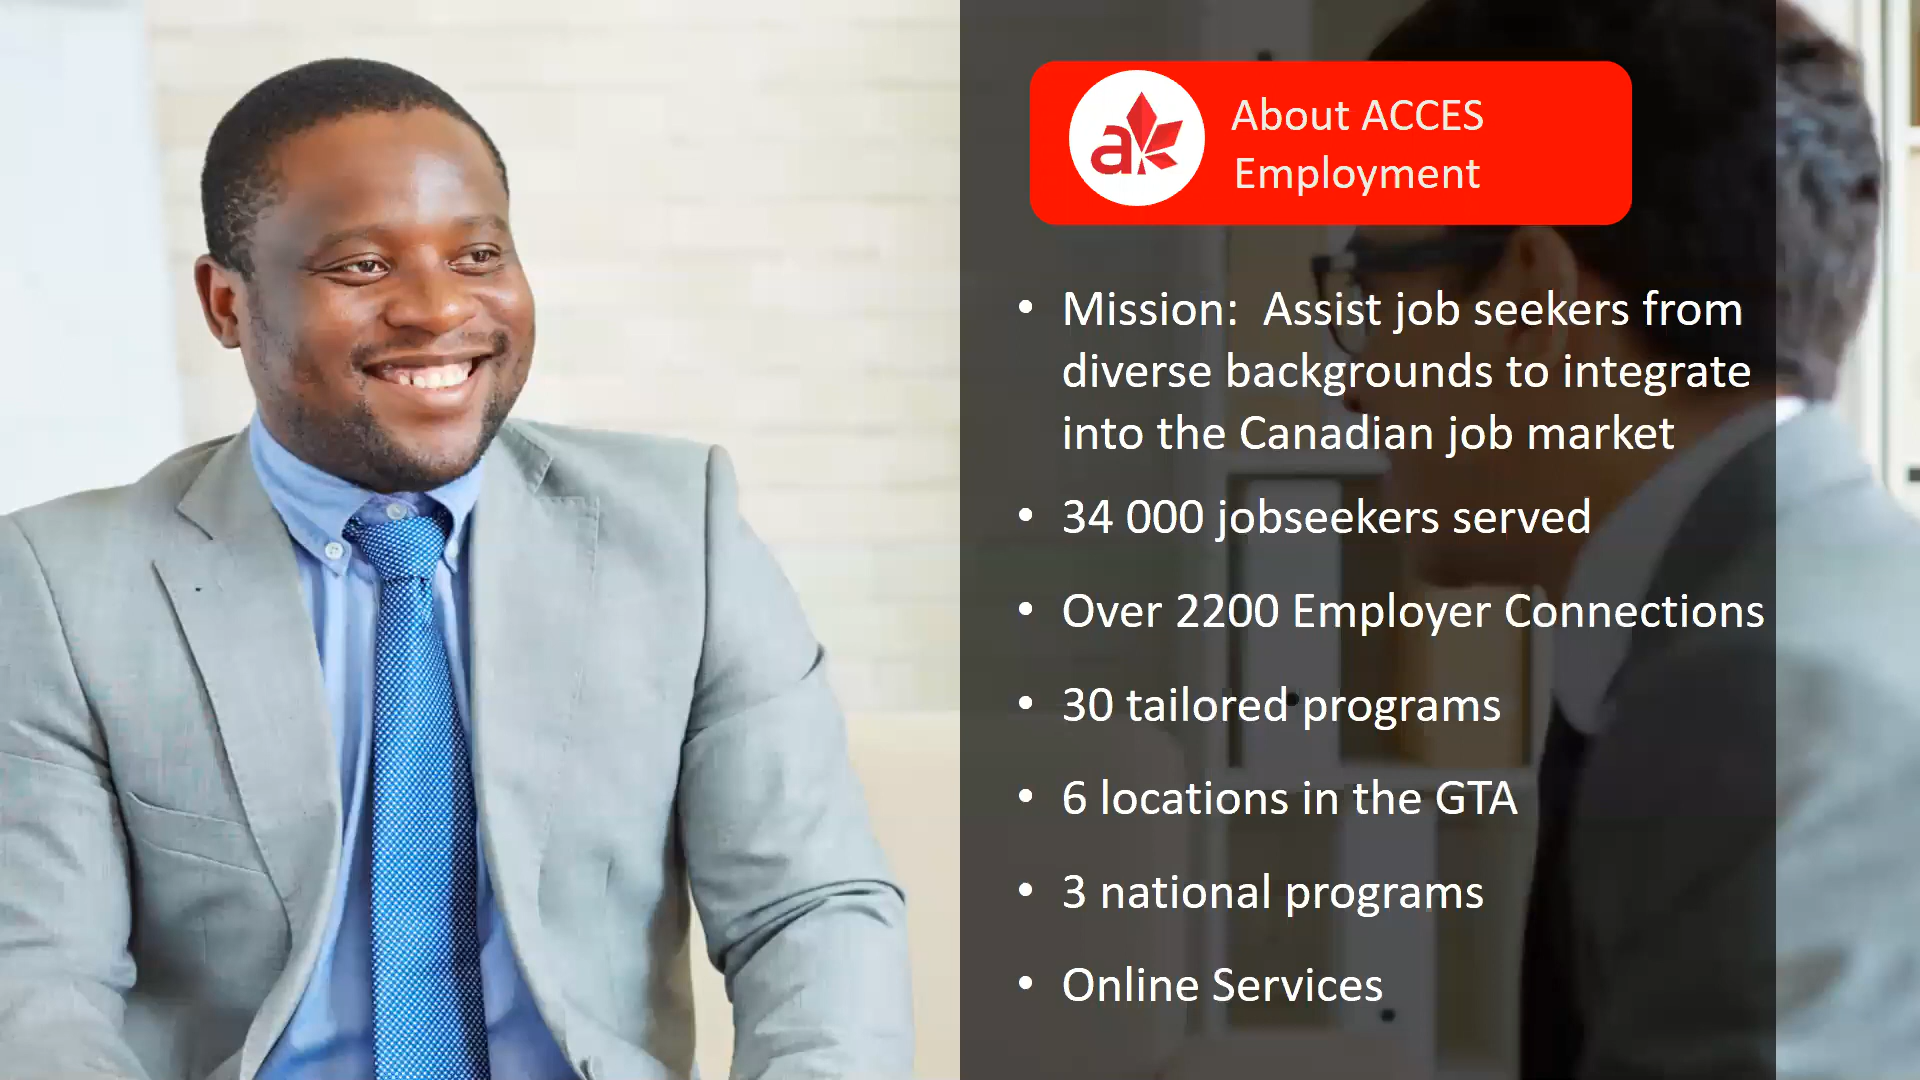 a
About ACCES
Employment
• Mission:  Assist job seekers from
diverse backgrounds to integrate
into the Canadian job market
• 34 000 jobseekers served
• Over 2200 Employer Connections
• 30 tailored programs
• 6 locations in the GTA
• 3 national programs
• Online Services